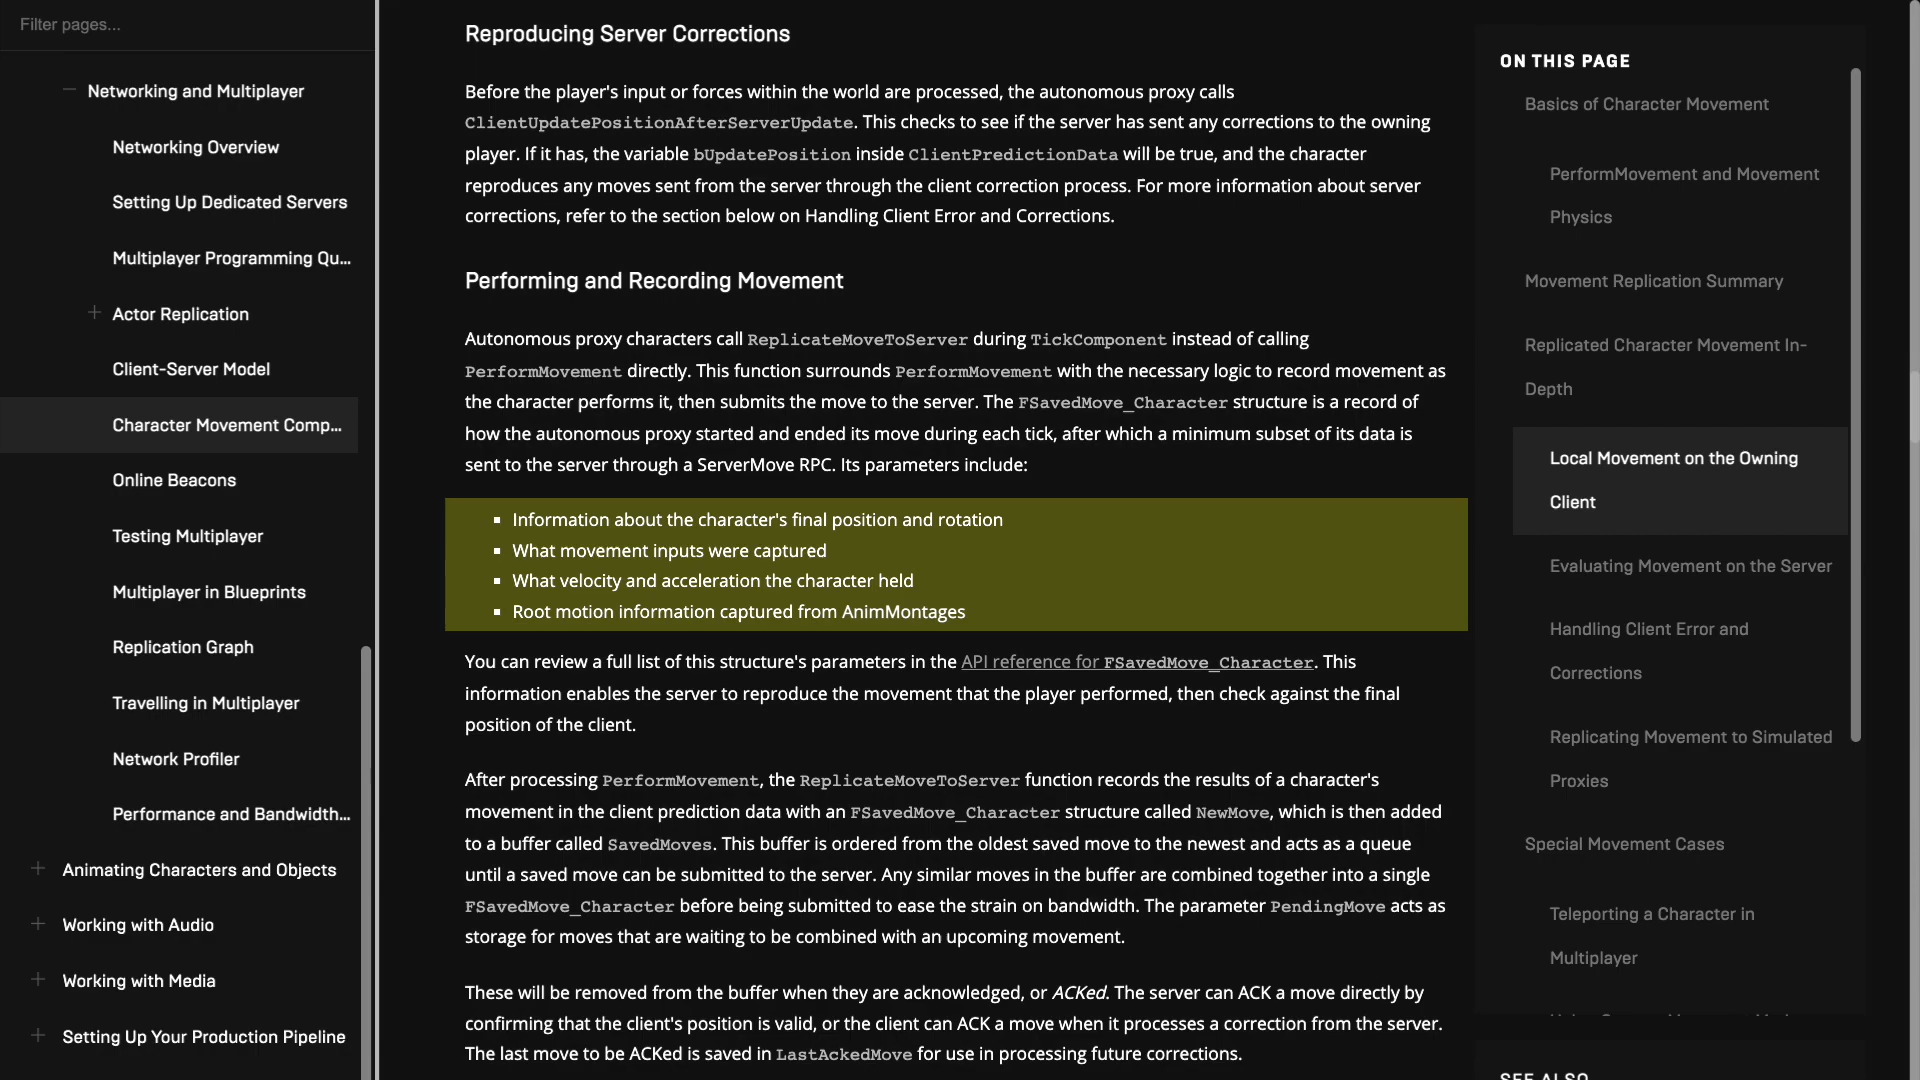 Filter pages...
Networking and Multiplayer
Networking Overview
Setting Up Dedicated Servers
Multiplayer Programming Qu...
Actor Replication
Client-Server Model
Character Movement Comp...
Online Beacons
Testing Multiplayer
Multiplayer in Blueprints
Replication Graph
Travelling in Multiplayer
Network Profiler
Performance and Bandwidth...
Animating Characters and Objects
Working with Audio
Working with Media
Setting Up Your Production Pipeline
Reproducing Server Corrections
Before the player's input or forces within the world are processed, the autonomous proxy calls
ClientUpdatePositionAfterServerUpdate. This checks to see if the server has sent any corrections to the owning
player. If it has, the variable bUpdatePosition inside ClientPredictionData will be true, and the character
reproduces any moves sent from the server through the client correction process. For more information about server
corrections, refer to the section below on Handling Client Error and Corrections.
Performing and Recording Movement
Autonomous proxy characters call ReplicateMoveToServer during TickComponent instead of calling
PerformMovement directly. This function surrounds PerformMovement with the necessary logic to record movement as
the character performs it, then submits the move to the server. The FSavedMove_Character structure is a record of
how the autonomous proxy started and ended its move during each tick, after which a minimum subset of its data is
sent to the server through a ServerMove RPC. Its parameters include:
▪ Information about the character's final position and rotation
▪ What movement inputs were captured
▪ What velocity and acceleration the character held
▪ Root motion information captured from AnimMontages
You can review a full list of this structure's parameters in the API reference for FSavedMove_Character. This
information enables the server to reproduce the movement that the player performed, then check against the final
position of the client.
After processing PerformMovement, the ReplicateMoveToServer function records the results of a character's
movement in the client prediction data with an FSavedMove_Character structure called NewMove, which is then added
to a buffer called SavedMoves. This buffer is ordered from the oldest saved move to the newest and acts as a queue
until a saved move can be submitted to the server. Any similar moves in the buffer are combined together into a single
FSavedMove_Character before being submitted to ease the strain on bandwidth. The parameter PendingMove acts as
storage for moves that are waiting to be combined with an upcoming movement.
These will be removed from the buffer when they are acknowledged, or ACKed. The server can ACK a move directly by
confirming that the client's position is valid, or the client can ACK a move when it processes a correction from the server.
The last move to be ACKed is saved in LastAckedMove for use in processing future corrections.
ON THIS PAGE
Basics of Character Movement
PerformMovement and Movement
Physics
Movement Replication Summary
Replicated Character Movement In-
Depth
Local Movement on the Owning
Client
Evaluating Movement on the Server
Handling Client Error and
Corrections
Replicating Movement to Simulated
Proxies
Special Movement Cases
Teleporting a Character in
Multiplayer
SEE ALSO